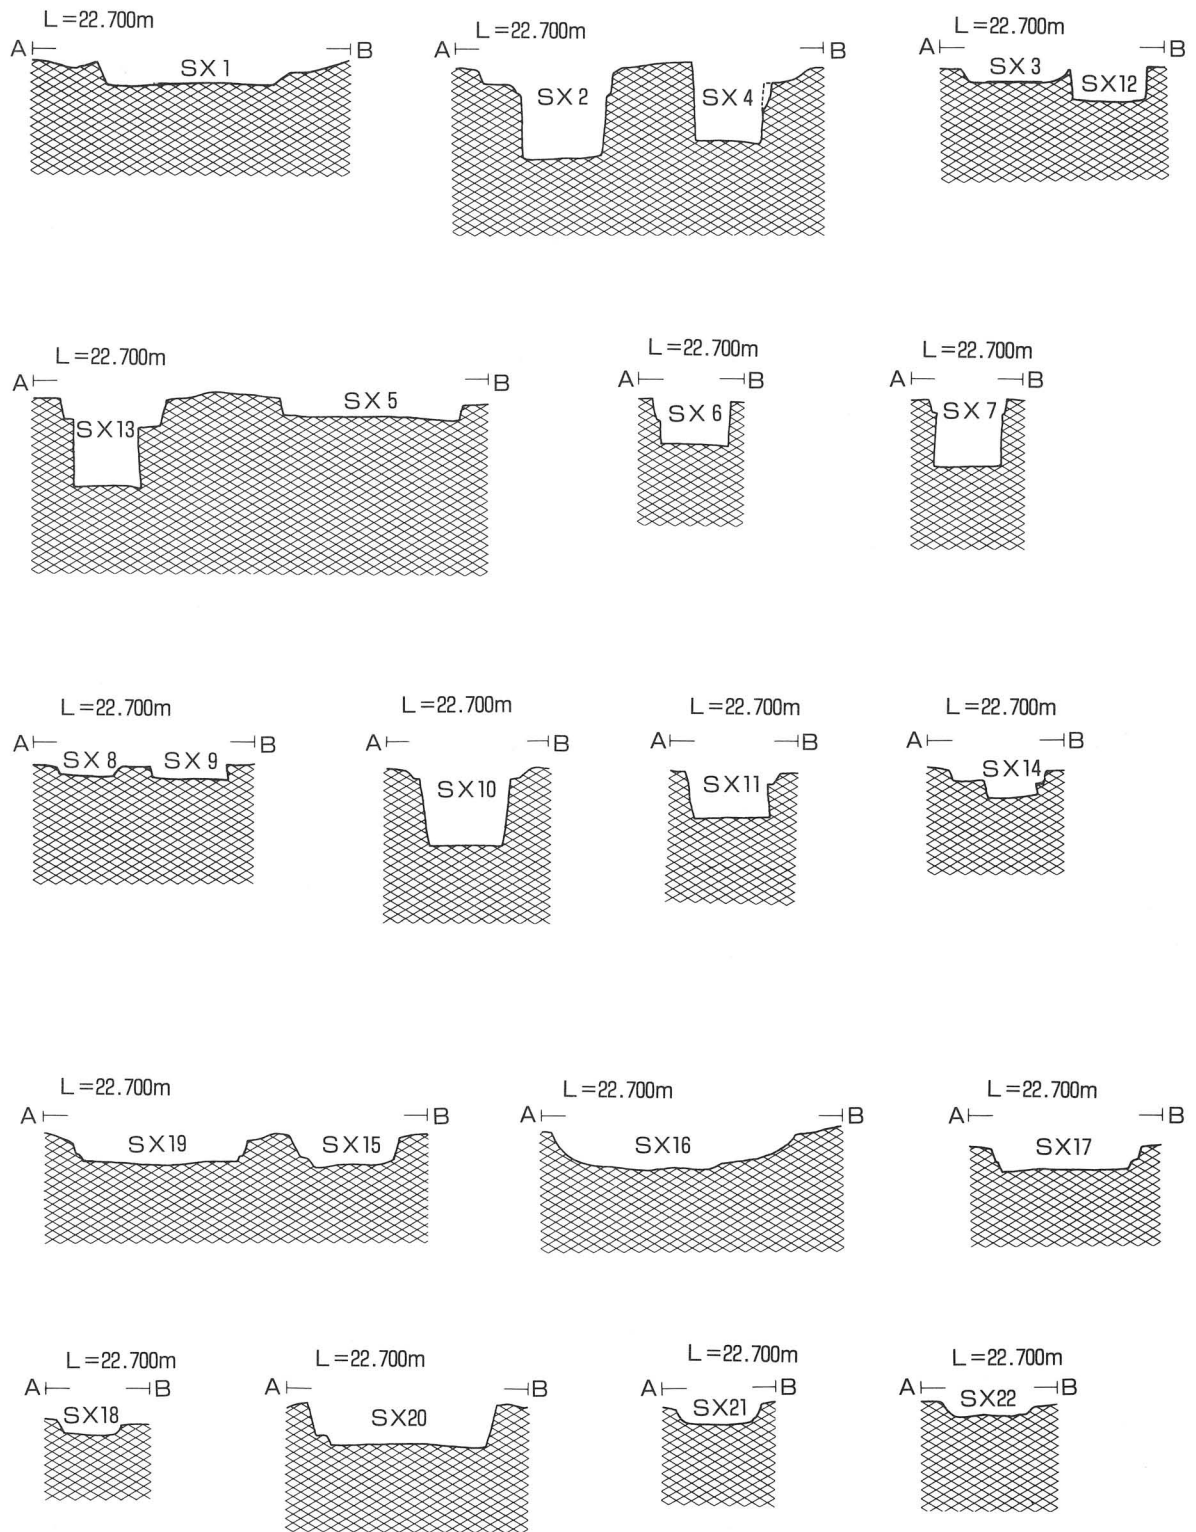 L=22.700m
A B
SX1
L=22.700m
A B
SX2 SX4
L=22.700m
A B
SX3 SX12
L=22.700m
A B
SX13 SX5
L=22.700m
A B
SX6
L=22.700m
A B
SX7
L=22.700m
A B
SX8 SX9
L=22.700m
A B
SX10
L=22.700m
A B
SX11
L=22.700m
A B
SX14
L=22.700m
A B
SX19 SX15
L=22.700m
A B
SX16
L=22.700m
A B
SX17
L=22.700m
A B
SX18
L=22.700m
A B
SX20
L=22.700m
A B
SX21
L=22.700m
A B
SX22